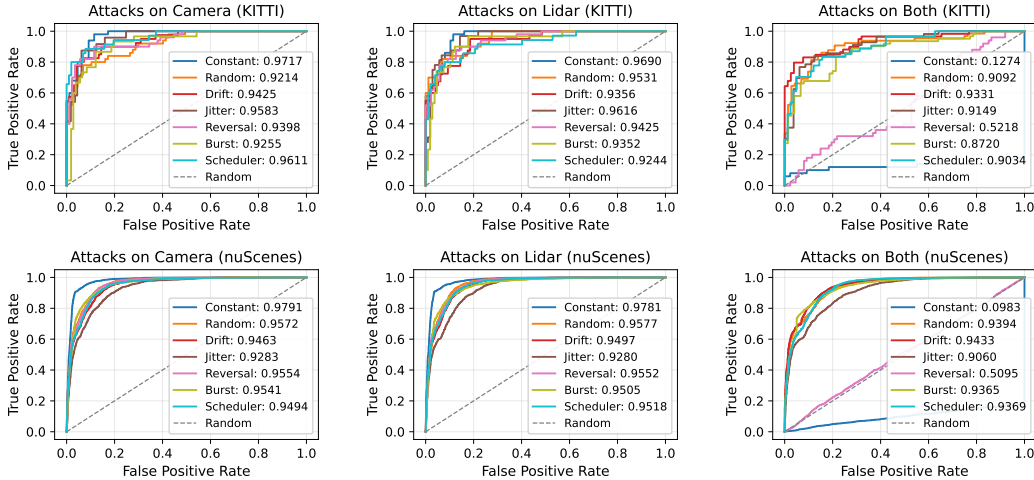 Attacks on Camera (KITTI)
True Positive Rate
1.0
0.8
0.6
0.4
0.2
0.0
Constant: 0.9717
Random: 0.9214
Drift: 0.9425
Jitter: 0.9583
Reversal: 0.9398
Burst: 0.9255
Scheduler: 0.9611
Random
0.0 0.2 0.4 0.6 0.8 1.0
False Positive Rate
Attacks on Lidar (KITTI)
True Positive Rate
1.0
0.8
0.6
0.4
0.2
0.0
Constant: 0.9690
Random: 0.9531
Drift: 0.9356
Jitter: 0.9616
Reversal: 0.9425
Burst: 0.9352
Scheduler: 0.9244
Random
0.0 0.2 0.4 0.6 0.8 1.0
False Positive Rate
Attacks on Both (KITTI)
True Positive Rate
1.0
0.8
0.6
0.4
0.2
0.0
Constant: 0.1274
Random: 0.9092
Drift: 0.9331
Jitter: 0.9149
Reversal: 0.5218
Burst: 0.8720
Scheduler: 0.9034
Random
0.0 0.2 0.4 0.6 0.8 1.0
False Positive Rate
Attacks on Camera (nuScenes)
True Positive Rate
1.0
0.8
0.6
0.4
0.2
0.0
Constant: 0.9791
Random: 0.9572
Drift: 0.9463
Jitter: 0.9283
Reversal: 0.9554
Burst: 0.9541
Scheduler: 0.9494
Random
0.0 0.2 0.4 0.6 0.8 1.0
False Positive Rate
Attacks on Lidar (nuScenes)
True Positive Rate
1.0
0.8
0.6
0.4
0.2
0.0
Constant: 0.9781
Random: 0.9577
Drift: 0.9497
Jitter: 0.9280
Reversal: 0.9552
Burst: 0.9505
Scheduler: 0.9518
Random
0.0 0.2 0.4 0.6 0.8 1.0
False Positive Rate
Attacks on Both (nuScenes)
True Positive Rate
1.0
0.8
0.6
0.4
0.2
0.0
Constant: 0.0983
Random: 0.9394
Drift: 0.9433
Jitter: 0.9060
Reversal: 0.5095
Burst: 0.9365
Scheduler: 0.9369
Random
0.0 0.2 0.4 0.6 0.8 1.0
False Positive Rate